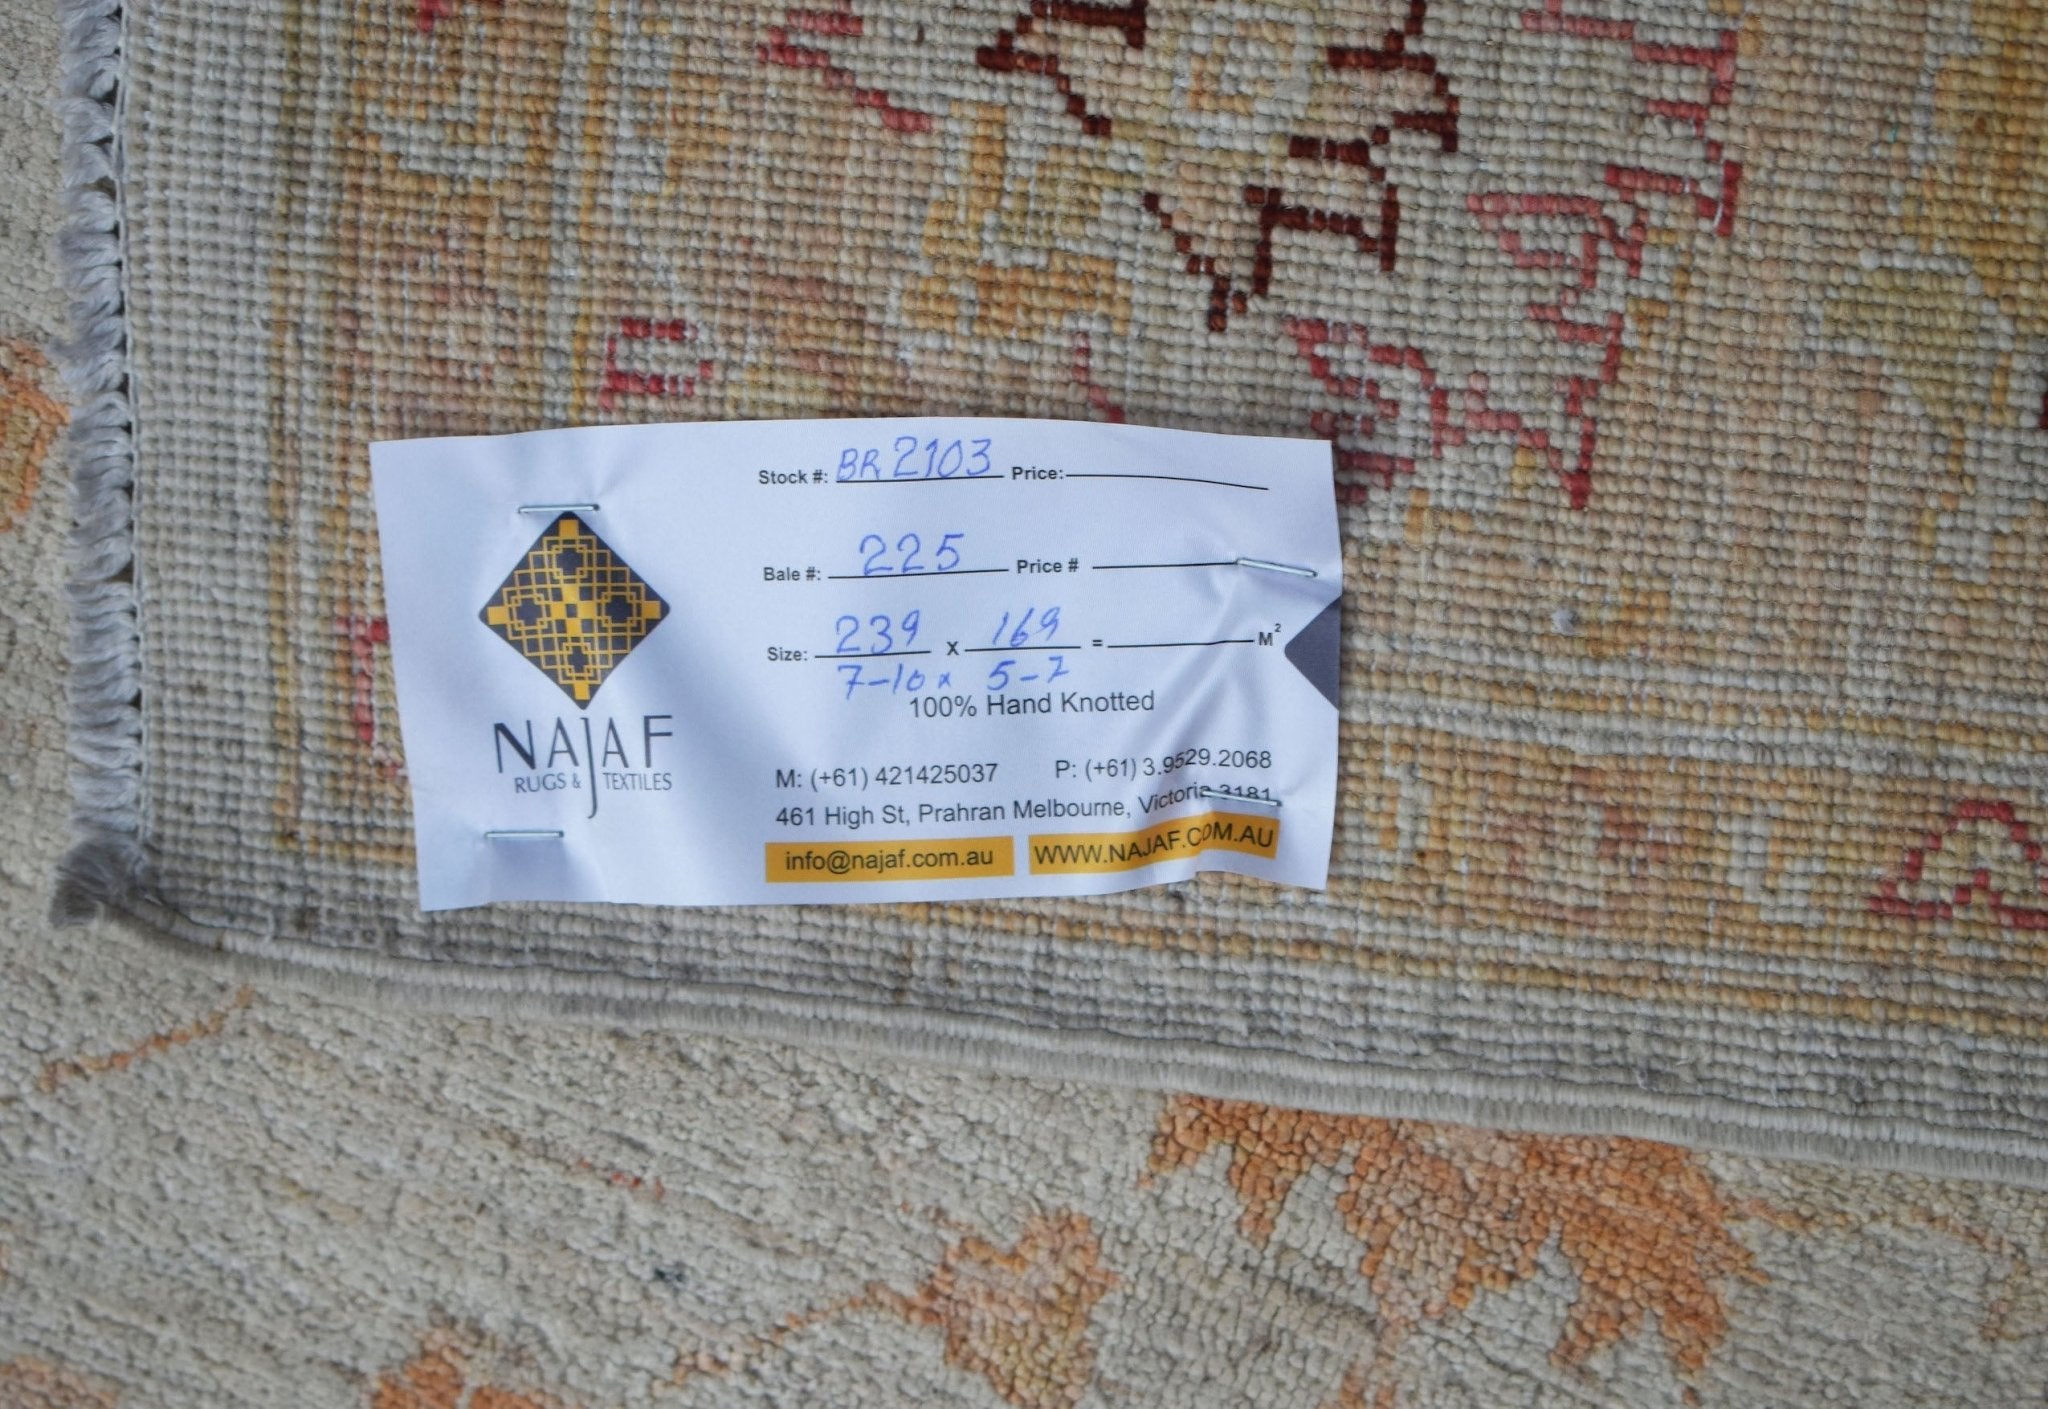 Stock #: BR 2103 Price:
Bale #: 225 Price #
Size: 239 x 169 = M²
7-10 x 5-7
100% Hand Knotted
NAJAF
RUGS & TEXTILES
M: (+61) 421425037 P: (+61) 3.9529.2068
461 High St, Prahran Melbourne, Victoria 3181
info@najaf.com.au WWW.NAJAF.COM.AU